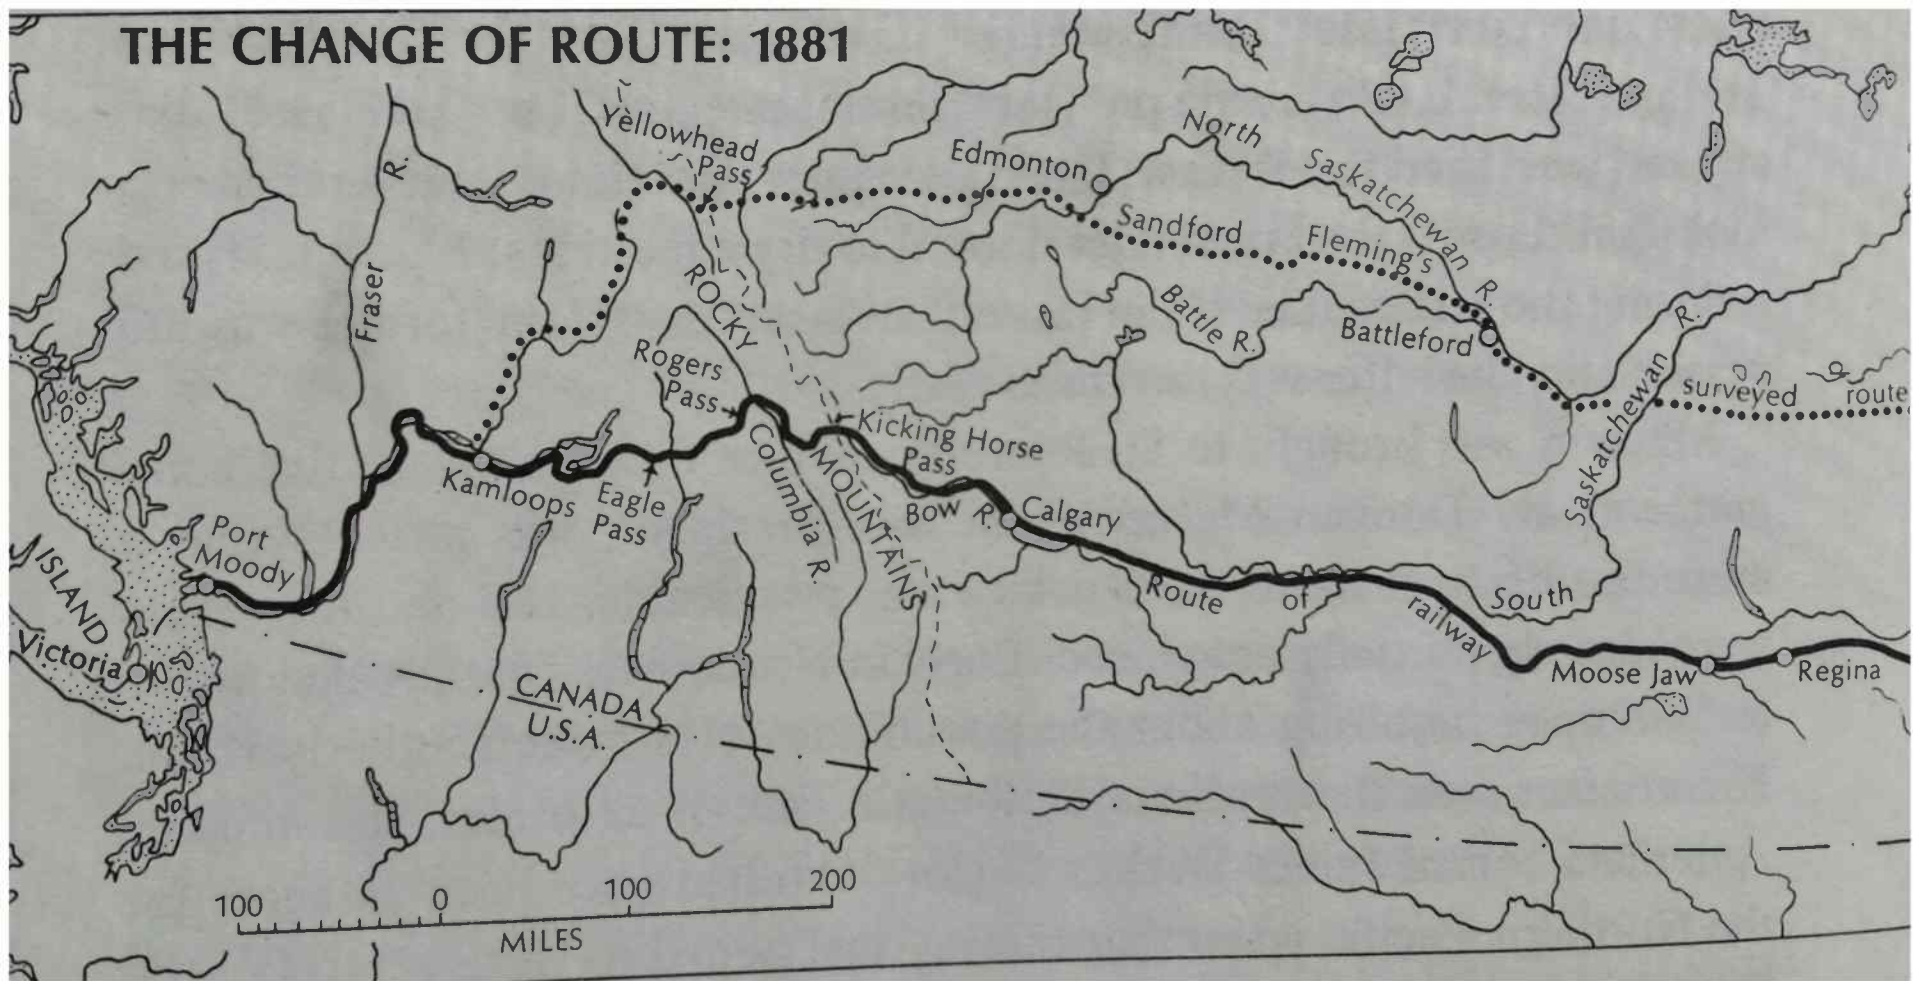 THE CHANGE OF ROUTE: 1881
Yellowhead
Pass
Edmonton
North Saskatchewan R.
Fraser R.
Sandford Fleming's
surveyed route
ROCKY
MOUNTAINS
Battle R.
Battleford
Saskatchewan R.
Rogers
Pass
Kicking Horse
Pass
Columbia R.
Kamloops
Eagle
Pass
Bow R.
Calgary
Port
Moody
ISLAND
Victoria
Route of railway
South
Moose Jaw
Regina
CANADA
U.S.A.
100 0 100 200
MILES